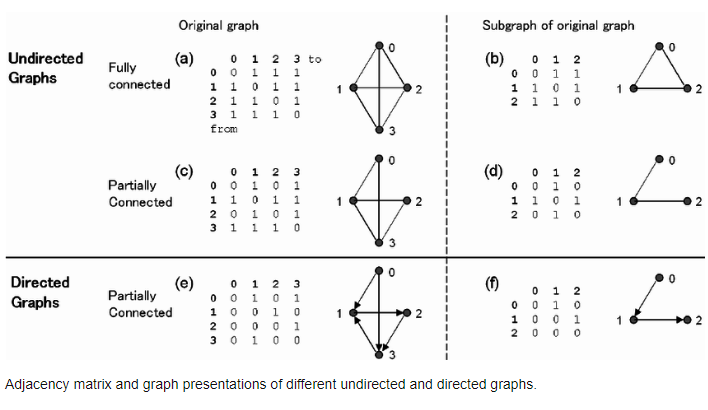 Original graph
Subgraph of original graph
Undirected
Graphs
Fully
connected
(a)
0 1 2 3 to
0 0 1 1 1
1 1 0 1 1
2 1 1 0 1
3 1 1 1 0
from
0
1
2
3
(b)
0 1 2
0 0 1 1
1 1 0 1
2 1 1 0
0
1
2
Partially
Connected
(c)
0 1 2 3
0 0 1 0 1
1 1 0 1 1
2 0 1 0 1
3 1 1 1 0
0
1
2
3
(d)
0 1 2
0 0 1 0
1 1 0 1
2 0 1 0
0
1
2
Directed
Graphs
Partially
Connected
(e)
0 1 2 3
0 0 1 0 1
1 0 0 1 0
2 0 0 0 1
3 0 1 0 0
0
1
2
3
(f)
0 1 2
0 0 1 0
1 0 0 1
2 0 0 0
0
1
2
Adjacency matrix and graph presentations of different undirected and directed graphs.